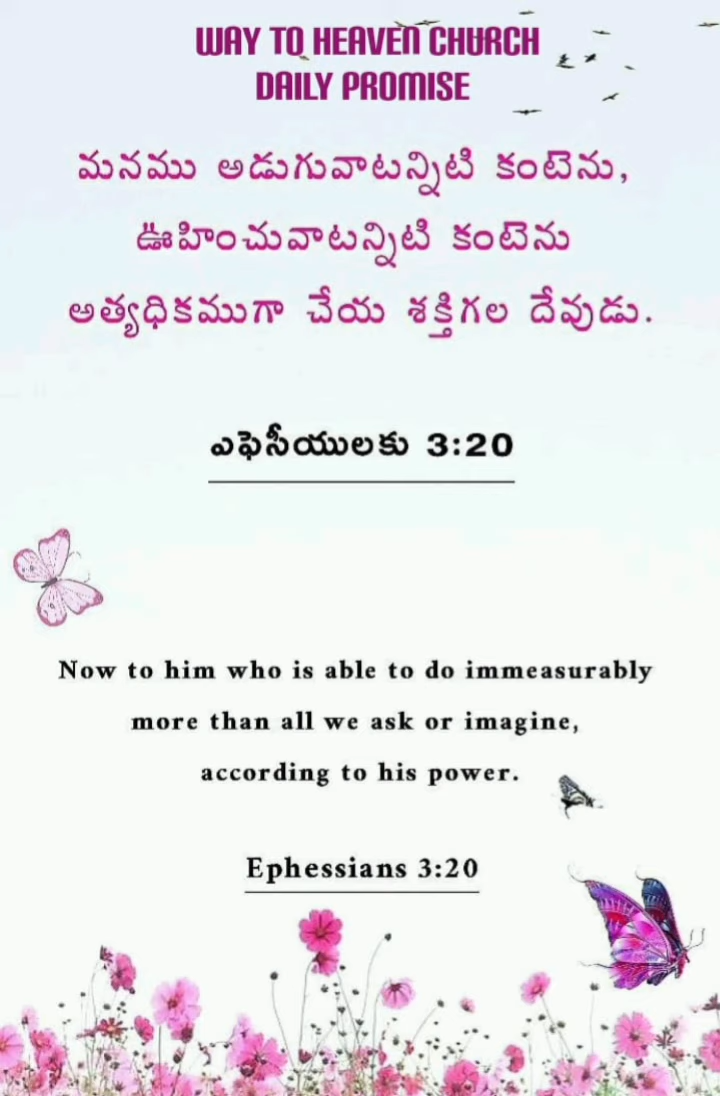 WAY TO HEAVEN CHURCH
DAILY PROMISE
మనము అడుగువాటన్నిటి కంటెను,
ఊహించువాటన్నిటి కంటెను
అత్యధికముగా చేయ శక్తిగల దేవుడు.
ఎఫెసీయులకు 3:20
Now to him who is able to do immeasurably
more than all we ask or imagine,
according to his power.
Ephessians 3:20